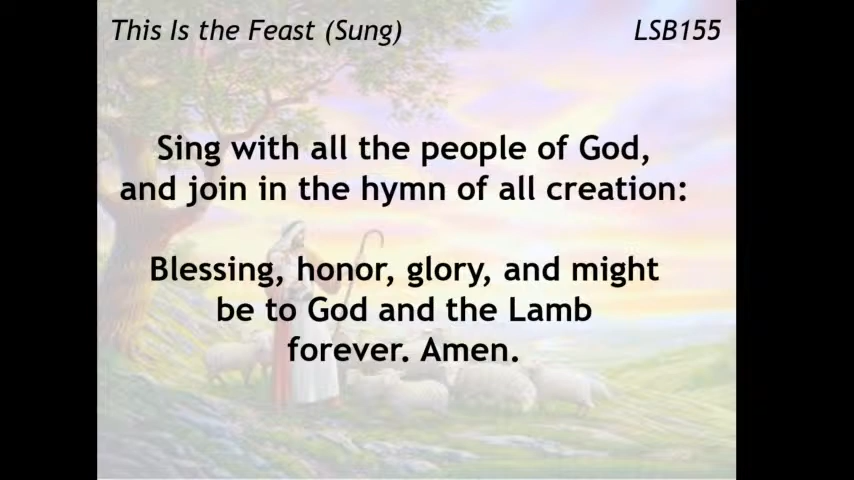 This Is the Feast (Sung) LSB155
Sing with all the people of God,
and join in the hymn of all creation:
Blessing, honor, glory, and might
be to God and the Lamb
forever. Amen.